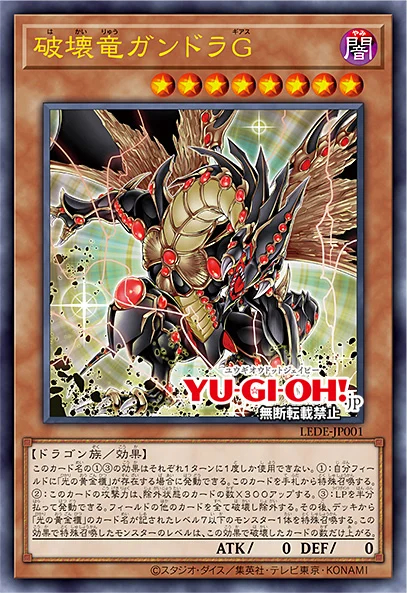 破壊竜ガンドラG
は かい りゅう ギアス
闇
やみ
ユウギオウドットジェイピー
YU-GI-OH!.jp
無断転載禁止
LEDE-JP001
【ドラゴン族／効果】
このカード名の①③の効果はそれぞれ1ターンに1度しか使用できない。①：自分フィー
ルドに「光の黄金櫃」が存在する場合に発動できる。このカードを手札から特殊召喚する。
②：このカードの攻撃力は、除外状態のカードの数×300アップする。③：LPを半分
払って発動できる。フィールドの他のカードを全て破壊し除外する。その後、デッキから
「光の黄金櫃」のカード名が記されたレベル7以下のモンスター1体を特殊召喚する。この
効果で特殊召喚したモンスターのレベルは、この効果で破壊したカードの数だけ上がる。
ATK/ 0 DEF/ 0
©スタジオ・ダイス／集英社・テレビ東京・KONAMI